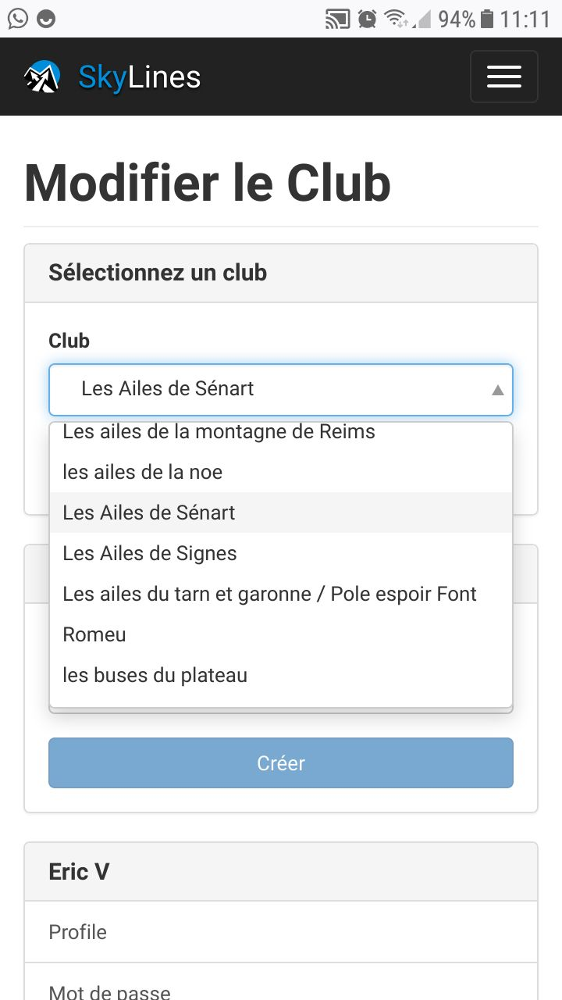 94% 11:11
SkyLines
Modifier le Club
Sélectionnez un club
Club
Les Ailes de Sénart
Les ailes de la montagne de Reims
les ailes de la noe
Les Ailes de Sénart
Les Ailes de Signes
Les ailes du tarn et garonne / Pole espoir Font
Romeu
les buses du plateau
Créer
Eric V
Profile
Mot de passe